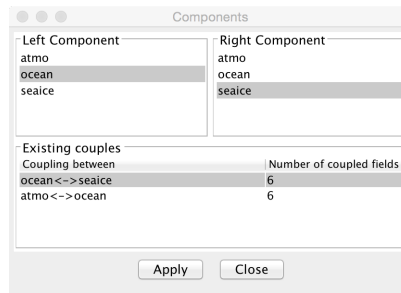 Components
Left Component
atmo
ocean
seaice
Right Component
atmo
ocean
seaice
Existing couples
Coupling between Number of coupled fields
ocean<->seaice 6
atmo<->ocean 6
Apply Close